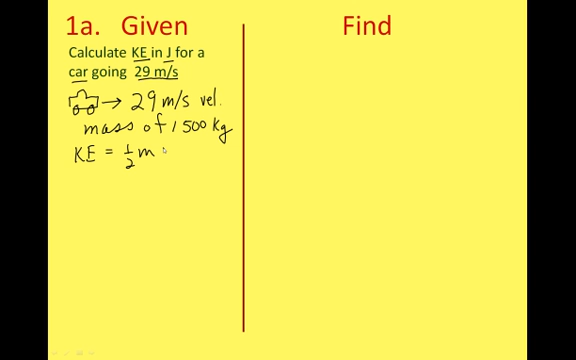 1a. Given
Find
Calculate KE in J for a
car going 29 m/s
→ 29 m/s vel.
mass of 1500 kg
KE = 1/2 m